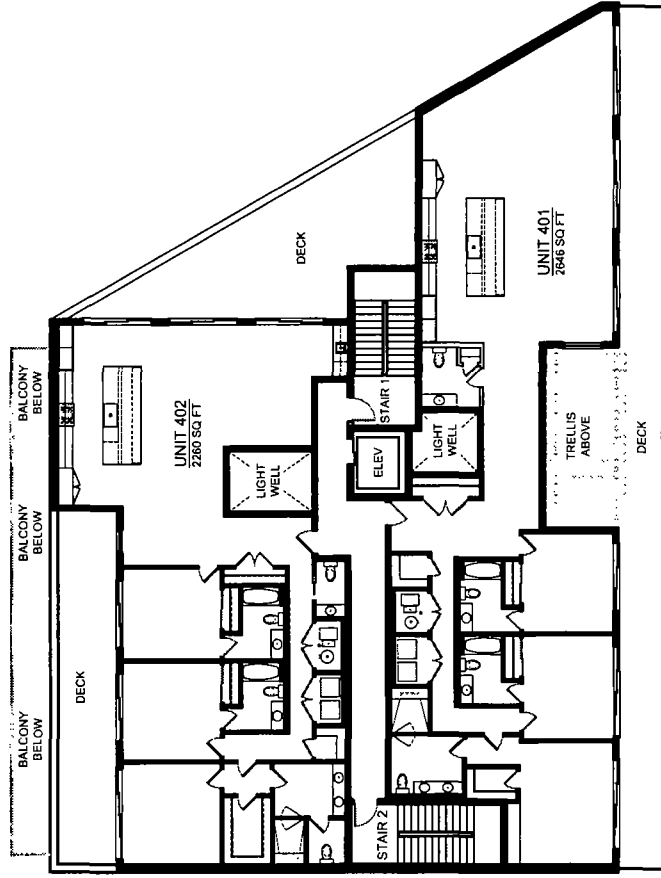 BALCONY
BELOW
BALCONY
BELOW
BALCONY
BELOW
DECK
DECK
UNIT 402
2260 SQ FT
LIGHT
WELL
STAIR 1
ELEV
LIGHT
WELL
UNIT 401
2646 SQ FT
TRELLIS
ABOVE
DECK
STAIR 2